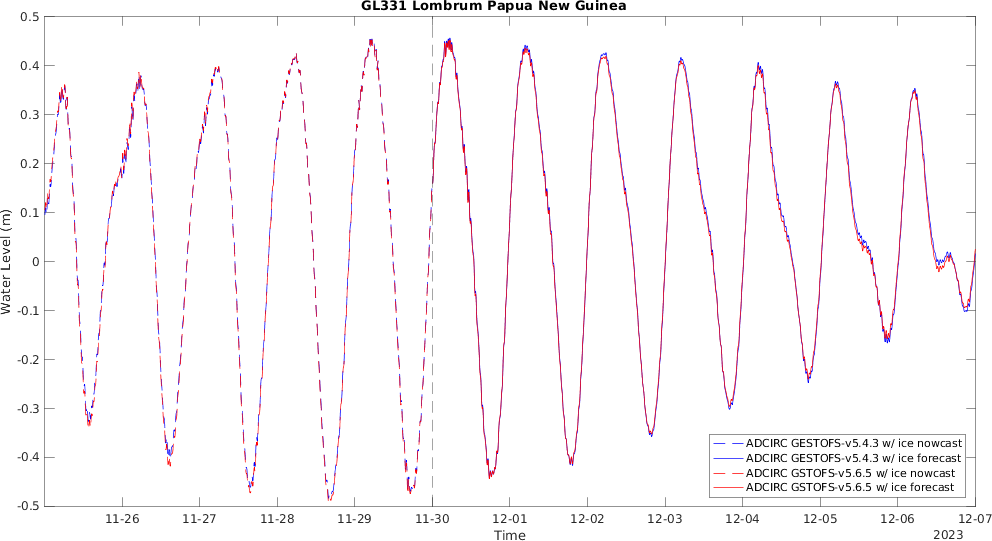 GL331 Lombrum Papua New Guinea
0.5
0.4
0.3
0.2
0.1
0
-0.1
-0.2
-0.3
-0.4
-0.5
Water Level (m)
ADCIRC GESTOFS-v5.4.3 w/ ice nowcast
ADCIRC GESTOFS-v5.4.3 w/ ice forecast
ADCIRC GSTOFS-v5.6.5 w/ ice nowcast
ADCIRC GSTOFS-v5.6.5 w/ ice forecast
11-26 11-27 11-28 11-29 11-30 12-01 12-02 12-03 12-04 12-05 12-06 12-07
Time
2023